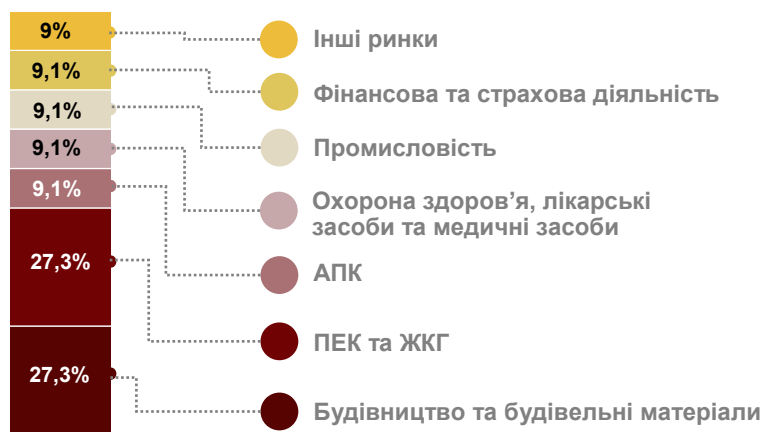 9%
Інші ринки
9,1%
Фінансова та страхова діяльність
9,1%
Промисловість
9,1%
Охорона здоров’я, лікарські
засоби та медичні засоби
9,1%
АПК
27,3%
ПЕК та ЖКГ
27,3%
Будівництво та будівельні матеріали